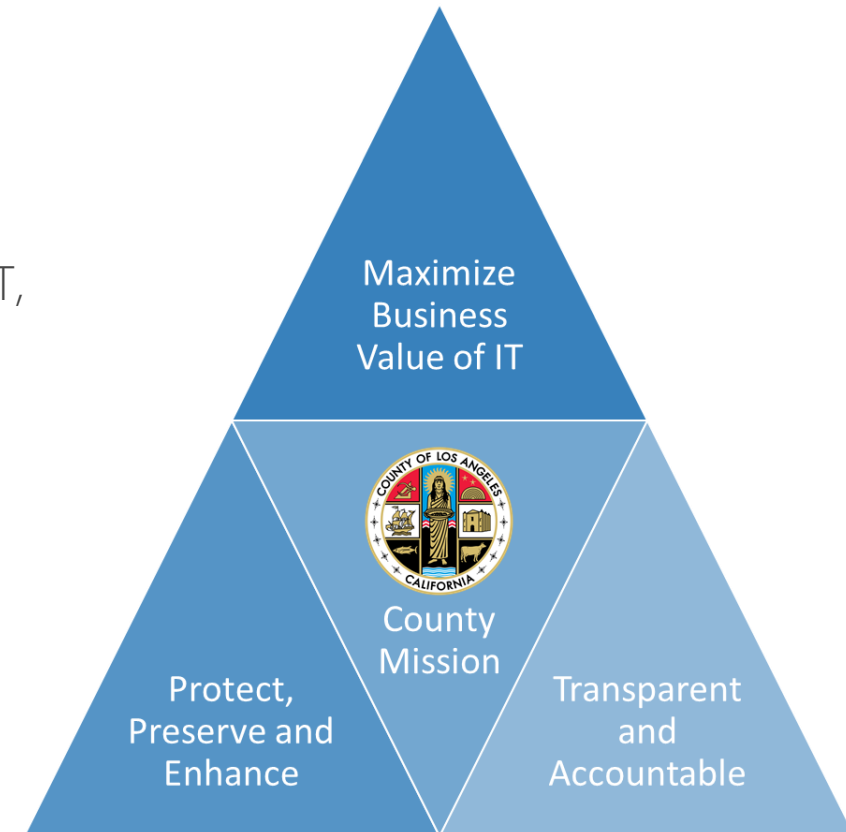 T,
Maximize
Business
Value of IT
COUNTY OF LOS ANGELES
CALIFORNIA
County
Mission
Protect,
Preserve and
Enhance
Transparent
and
Accountable